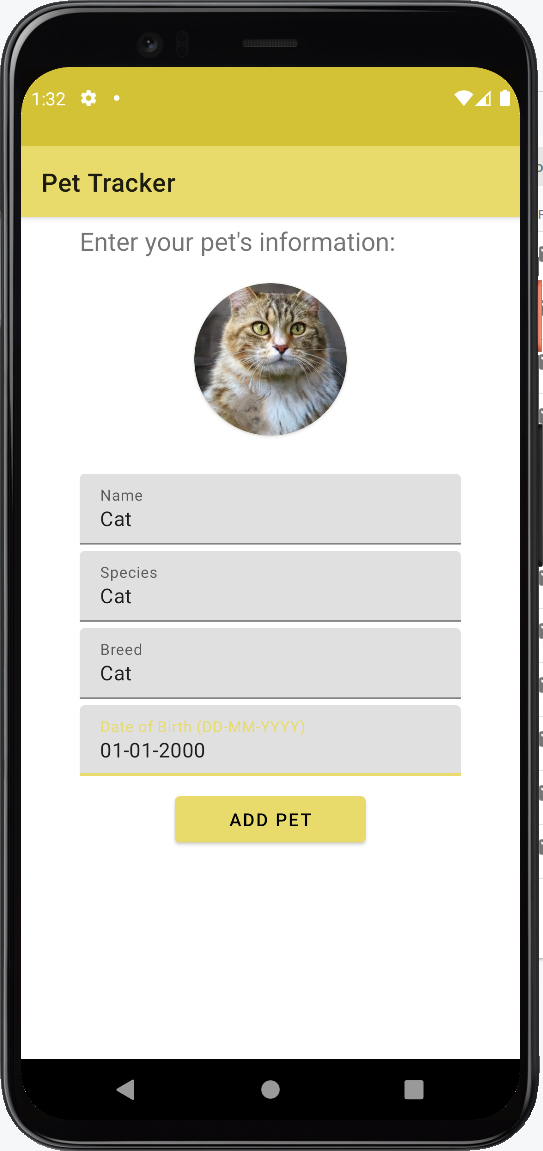 1:32
Pet Tracker
Enter your pet's information:
Name
Cat
Species
Cat
Breed
Cat
Date of Birth (DD-MM-YYYY)
01-01-2000
ADD PET